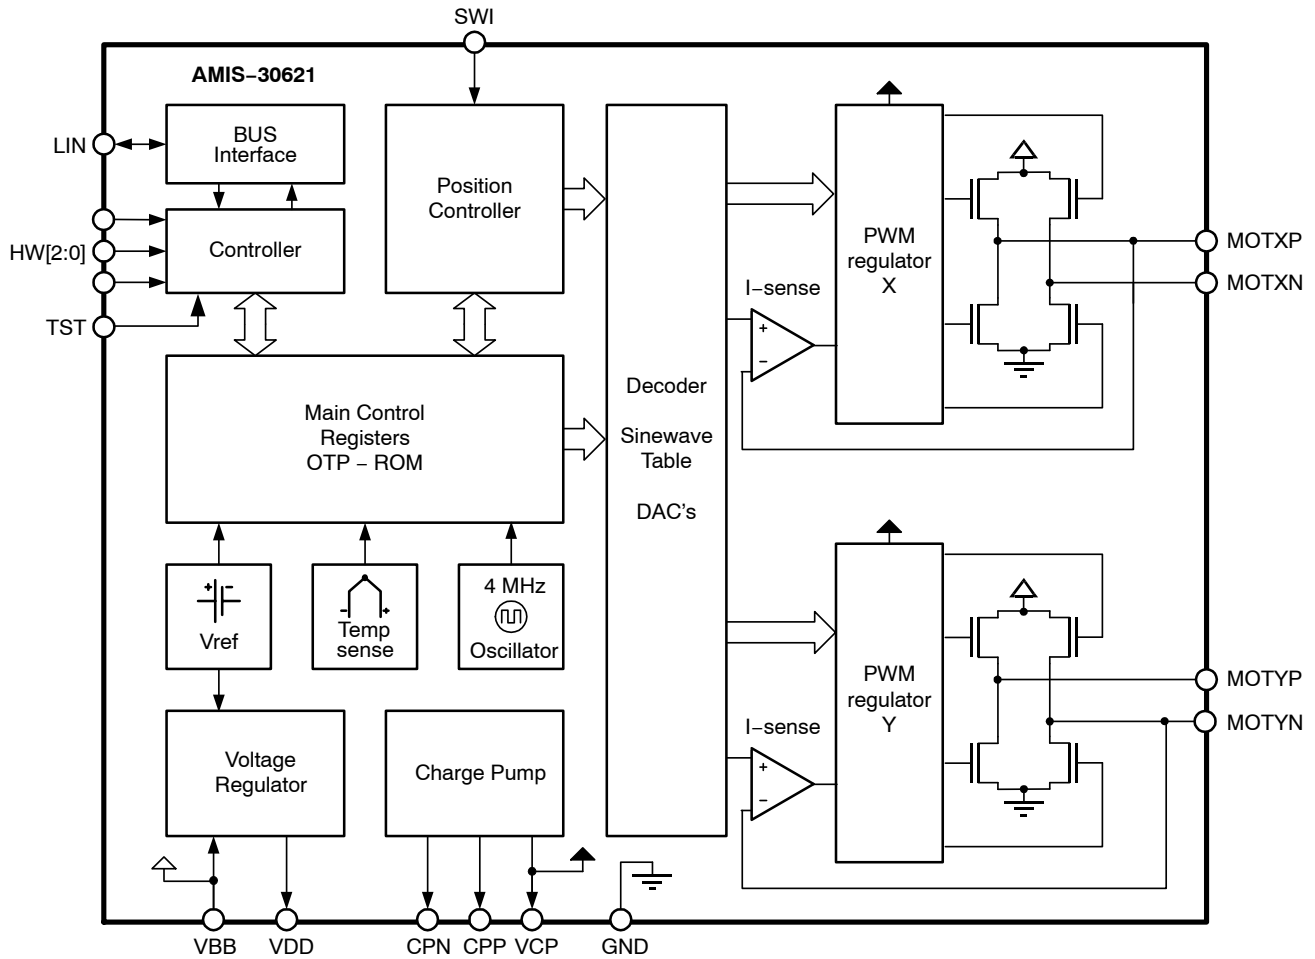 SWI
AMIS–30621
LIN
BUS
Interface
HW[2:0]
Controller
TST
Position
Controller
Main Control
Registers
OTP – ROM
Decoder
Sinewave
Table
DAC's
PWM
regulator
X
I–sense
+
–
MOTXP
MOTXN
+ –
Vref
– +
Temp
sense
4 MHz
Oscillator
PWM
regulator
Y
I–sense
+
–
MOTYP
MOTYN
Voltage
Regulator
Charge Pump
VBB
VDD
CPN
CPP
VCP
GND